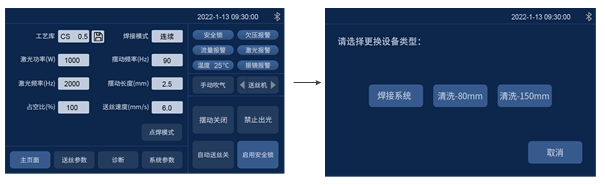 2022-1-13 09:30:00
工艺库 CS 0.5 焊接模式 连续 安全锁 欠压报警
流量报警 激光报警
激光功率(W) 1000 摆动频率(Hz) 90 温度 25℃ 振镜报警
激光频率(Hz) 2000 摆动长度(mm) 2.5 手动吹气 送丝机
占空比(%) 100 送丝速度(mm/s) 6.0 摆动关闭 禁止出光
点焊模式
主页面 送丝参数 诊断 系统参数 自动送丝关 启用安全锁
2022-1-13 09:30:00
请选择更换设备类型：
焊接系统 清洗-80mm 清洗-150mm
取消